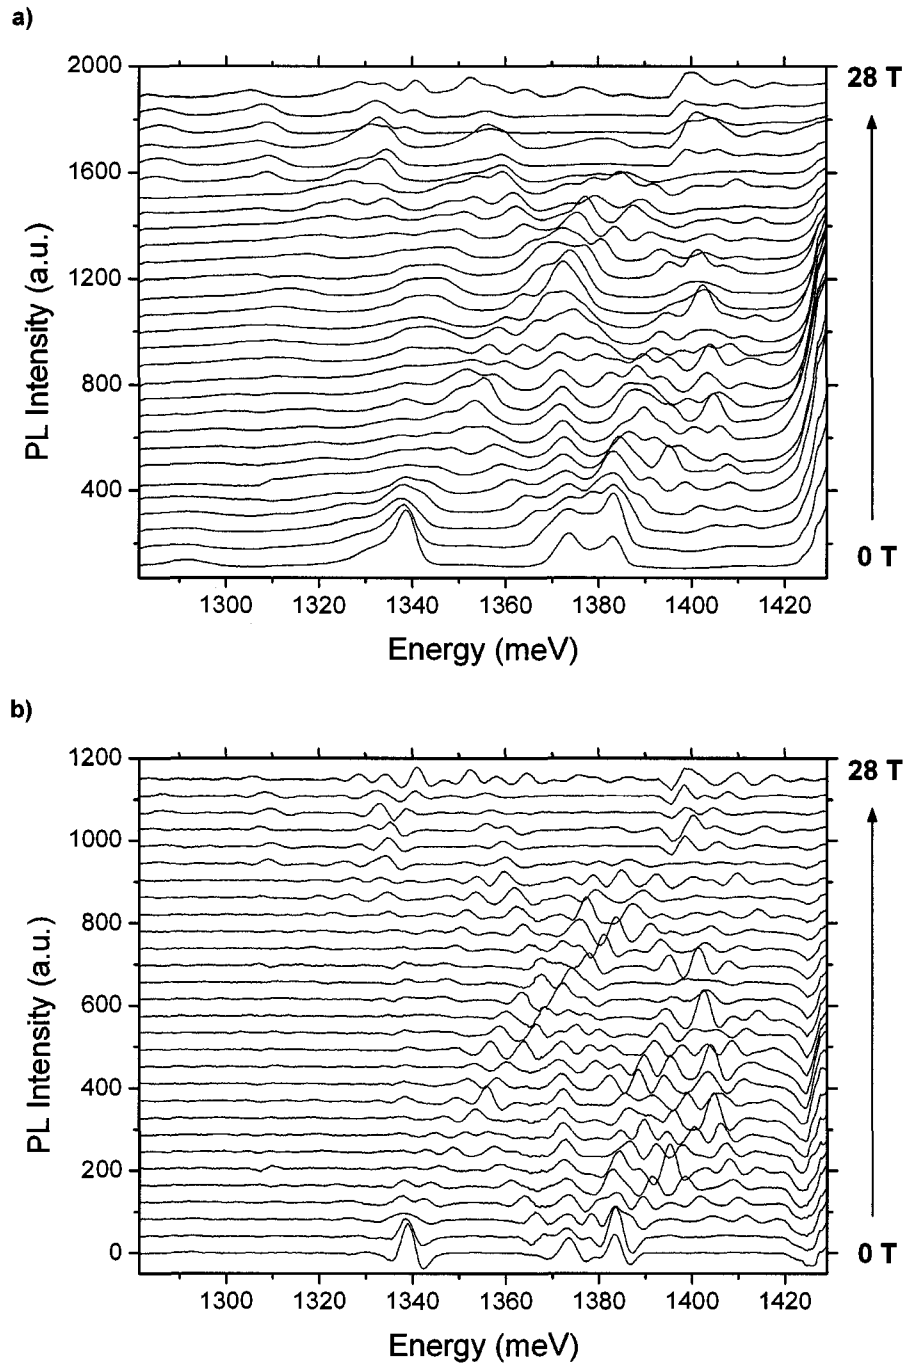 a)
2000
1600
1200
800
400
PL Intensity (a.u.)
28 T
0 T
1300 1320 1340 1360 1380 1400 1420
Energy (meV)
b)
1200
1000
800
600
400
200
0
PL Intensity (a.u.)
28 T
0 T
1300 1320 1340 1360 1380 1400 1420
Energy (meV)